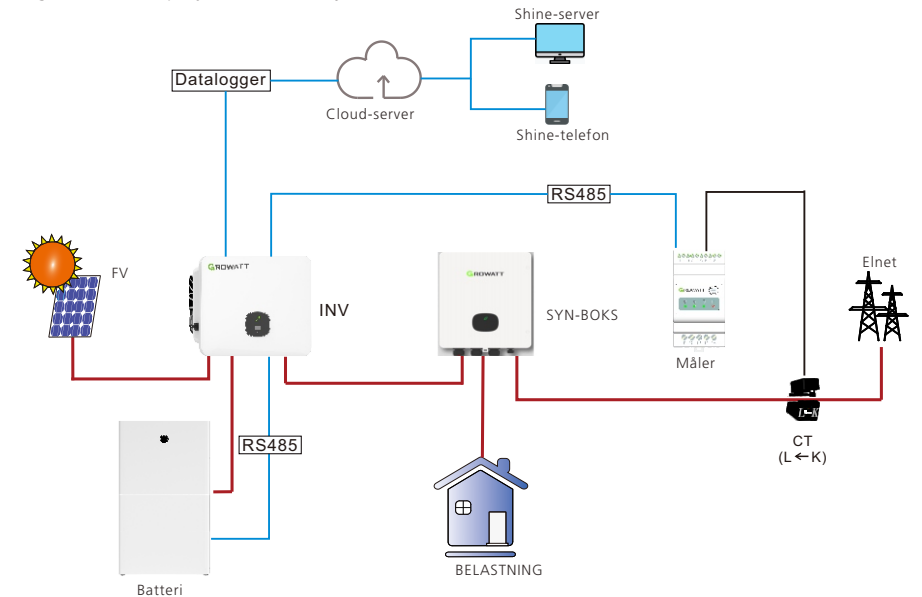 Shine-server
Datalogger
Cloud-server
Shine-telefon
RS485
FV
GROWATT
INV
GROWATT
SYN-BOKS
GROWATT
Måler
Elnet
L K
CT
(L←K)
RS485
BELASTNING
Batteri